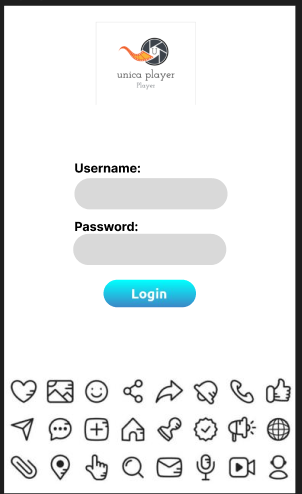 U
unica player
Player
Username:
Password:
Login